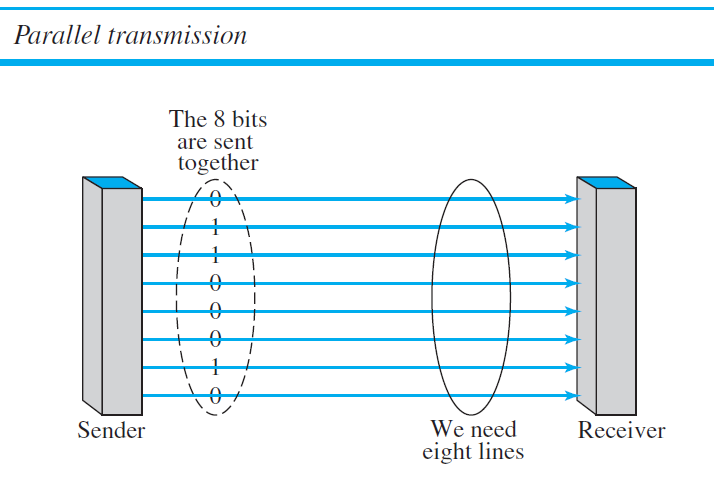 Parallel transmission
The 8 bits
are sent
together
0
1
1
0
0
0
1
0
Sender
We need
eight lines
Receiver